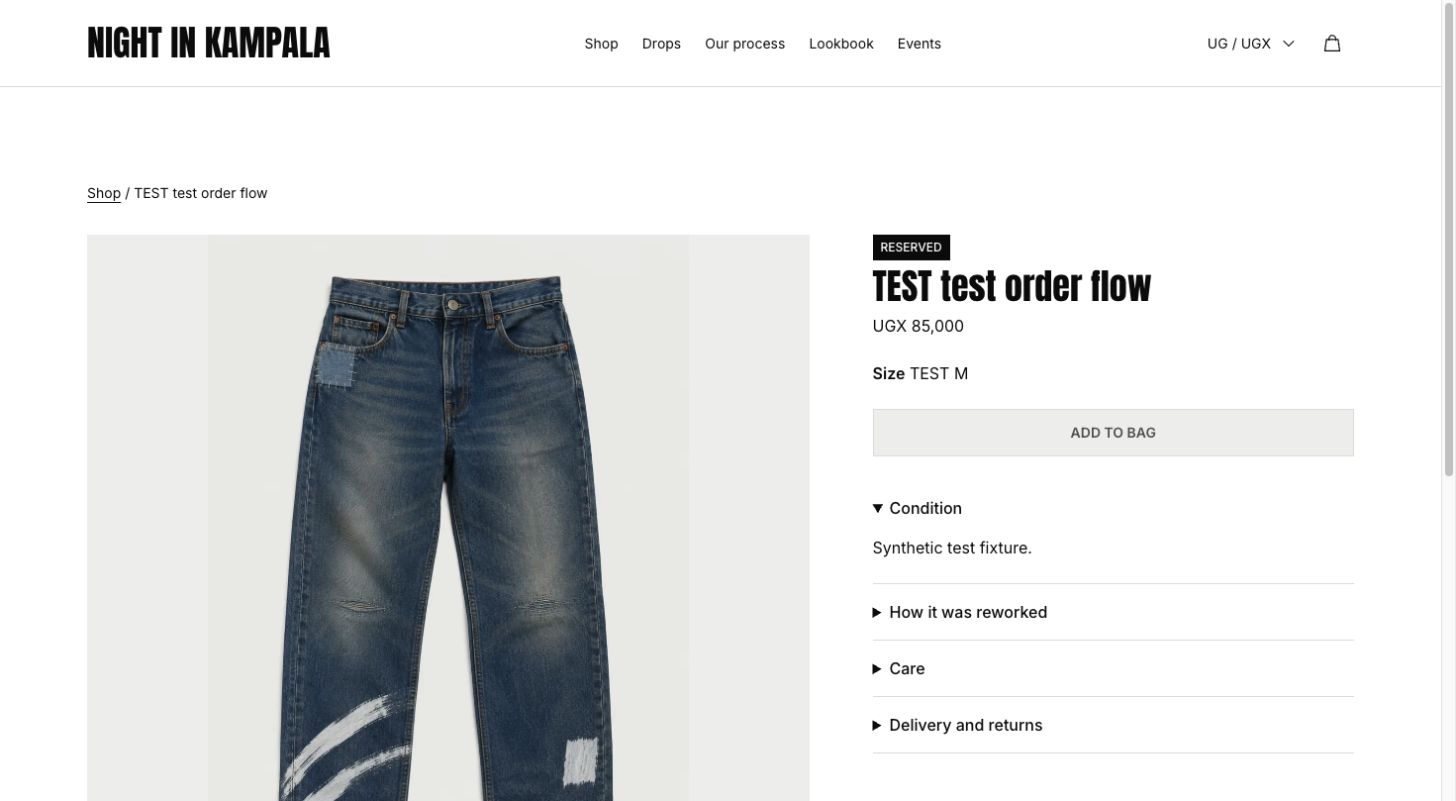 NIGHT IN KAMPALA
Shop
Drops
Our process
Lookbook
Events
UG / UGX
Shop / TEST test order flow
RESERVED
TEST test order flow
UGX 85,000
Size TEST M
ADD TO BAG
Condition
Synthetic test fixture.
How it was reworked
Care
Delivery and returns